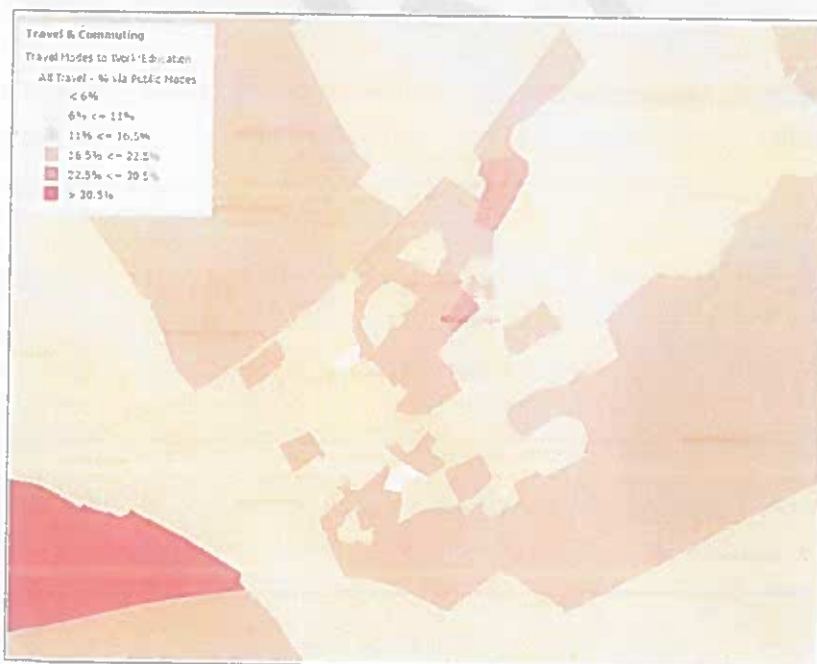 Travel & Commuting
Travel Modes to Work/Education
All Travel - % via Public Modes
< 6%
6% <= 11%
11% <= 16.5%
16.5% <= 22.5%
22.5% <= 30.5%
> 30.5%